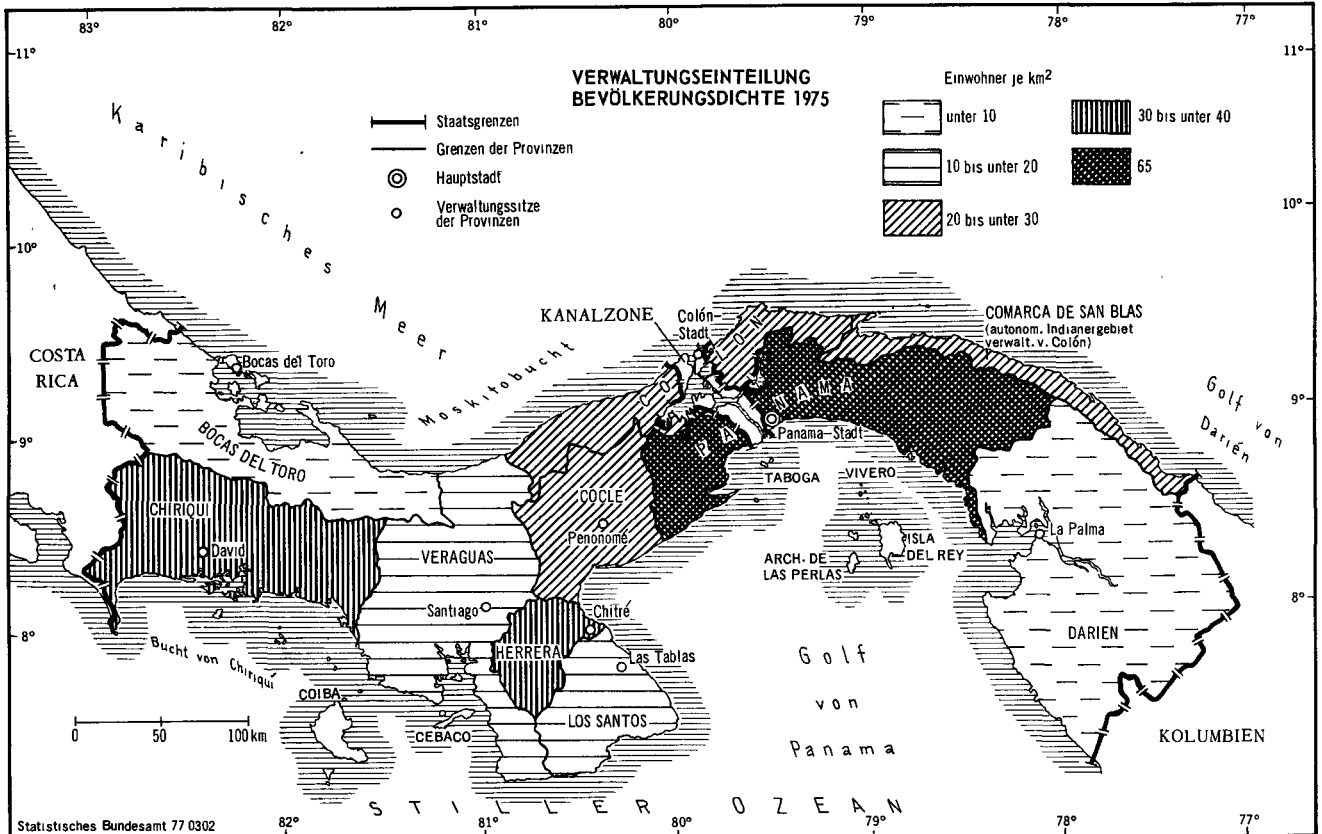 83° 82° 81° 80° 79° 78° 77°
11° 11°
10° 10°
9° 9°
8° 8°
VERWALTUNGSEINTEILUNG
BEVÖLKERUNGSDICHTE 1975
Staatsgrenzen
Grenzen der Provinzen
Hauptstadt
Verwaltungssitze
der Provinzen
Einwohner je km²
unter 10
10 bis unter 20
20 bis unter 30
30 bis unter 40
65
Karibisches Meer
Moskitobucht
KANALZONE
Colón-
Stadt
COLON
COMARCA DE SAN BLAS
(autonom. Indianergebiet
verwalt. v. Colón)
Golf von
Darién
COSTA
RICA
Bocas del Toro
BOCAS DEL TORO
CHIRIQUI
David
VERAGUAS
Santiago
COCLE
Penonomé
PANAMA
Panama-Stadt
TABOGA
VIVERO
ISLA
DEL REY
ARCH. DE
LAS PERLAS
La Palma
DARIEN
KOLUMBIEN
Chitré
HERRERA
Las Tablas
LOS SANTOS
Bucht von Chiriquí
COIBA
CEBACO
Golf
von
Panama
0 50 100 km
STILLER OZEAN
82° 81° 80° 79° 78° 77°
Statistisches Bundesamt 77 0302